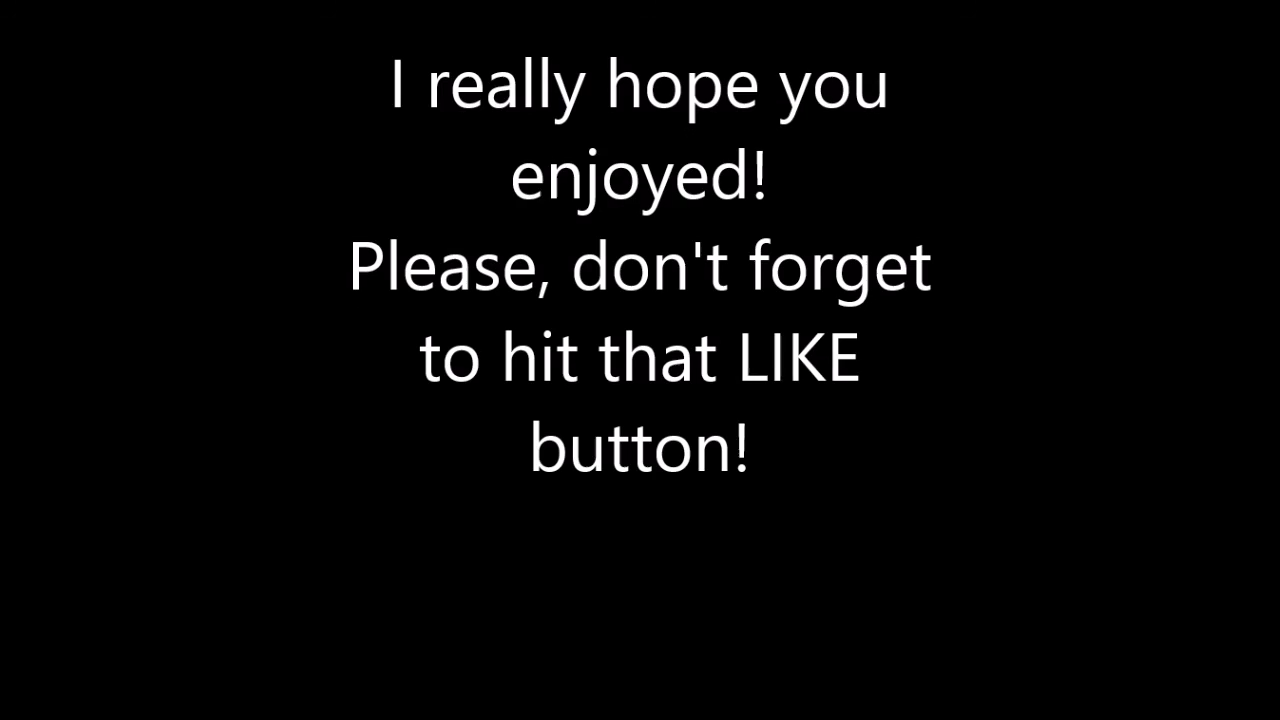 I really hope you
enjoyed!
Please, don't forget
to hit that LIKE
button!